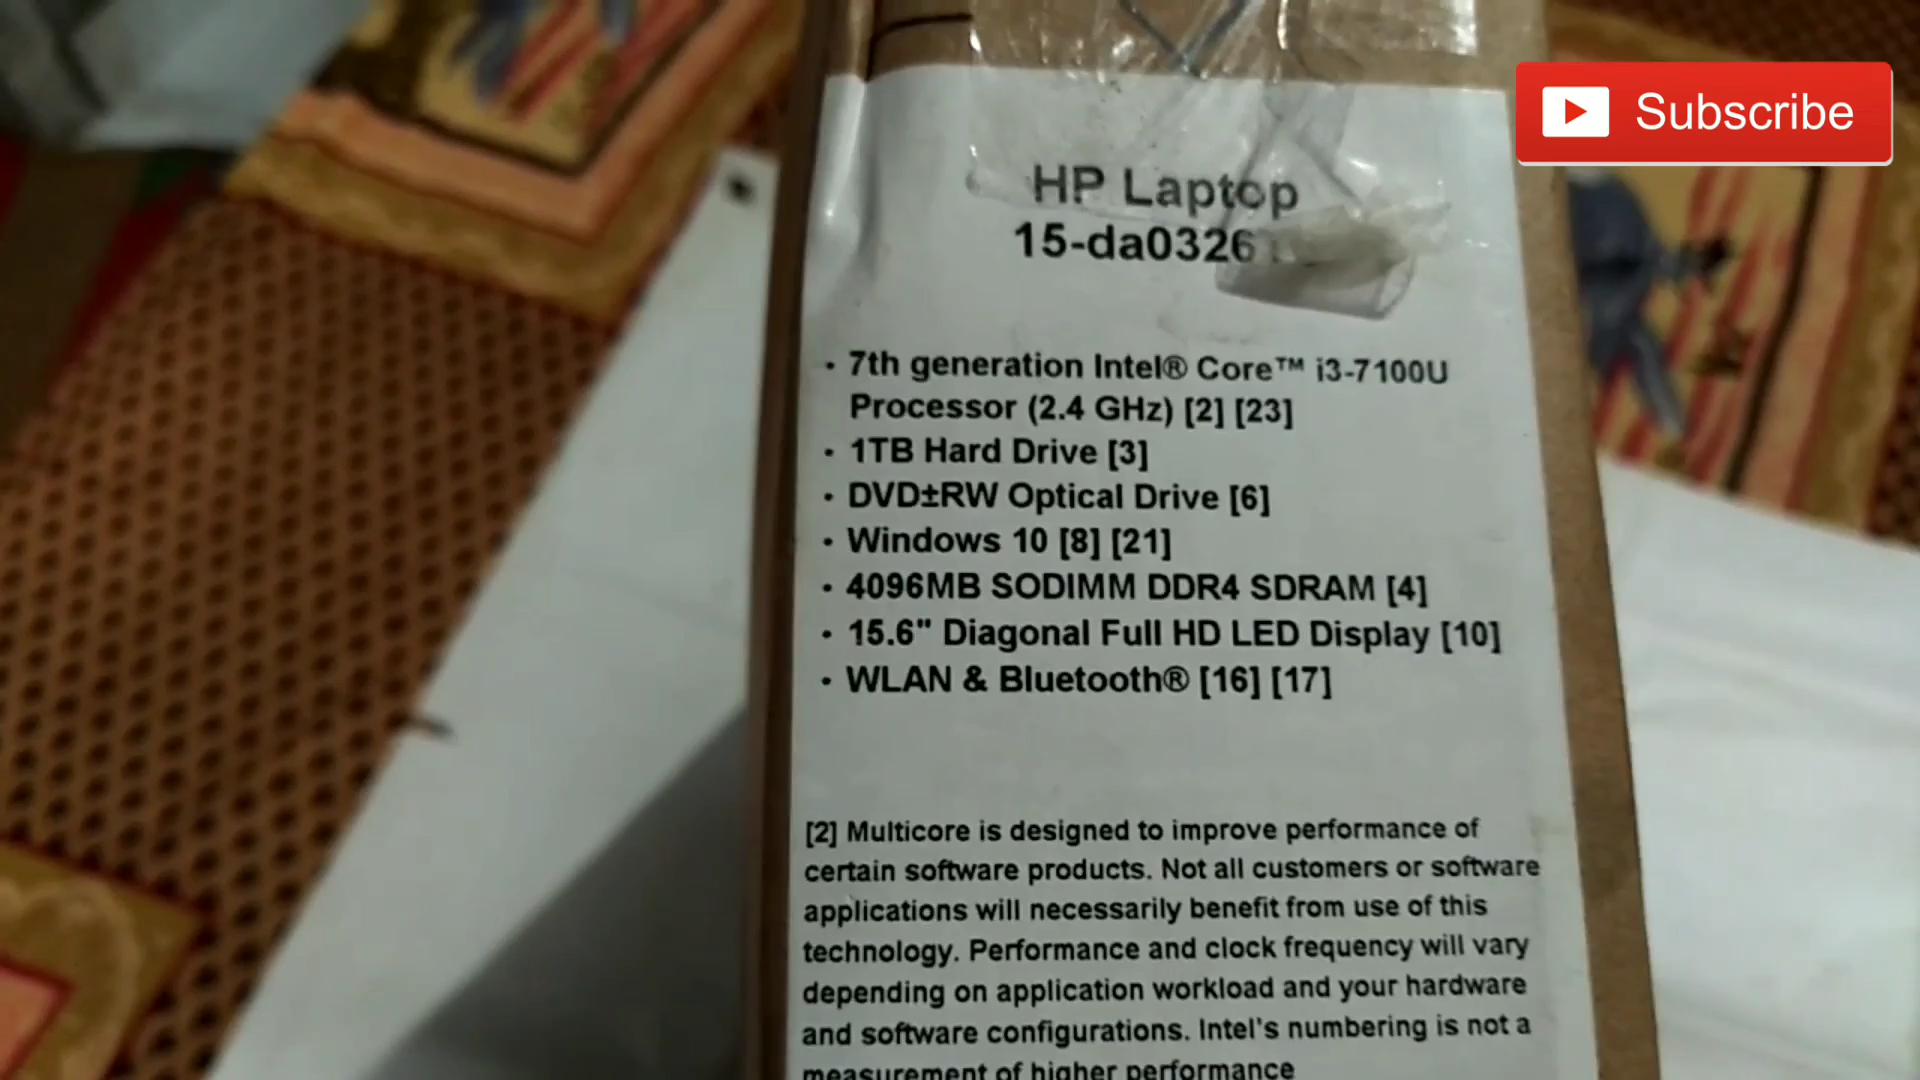 Subscribe
HP Laptop
15-da0326
• 7th generation Intel® Core™ i3-7100U
Processor (2.4 GHz) [2] [23]
• 1TB Hard Drive [3]
• DVD±RW Optical Drive [6]
• Windows 10 [8] [21]
• 4096MB SODIMM DDR4 SDRAM [4]
• 15.6" Diagonal Full HD LED Display [10]
• WLAN & Bluetooth® [16] [17]
[2] Multicore is designed to improve performance of
certain software products. Not all customers or software
applications will necessarily benefit from use of this
technology. Performance and clock frequency will vary
depending on application workload and your hardware
and software configurations. Intel's numbering is not a
measurement of higher performance